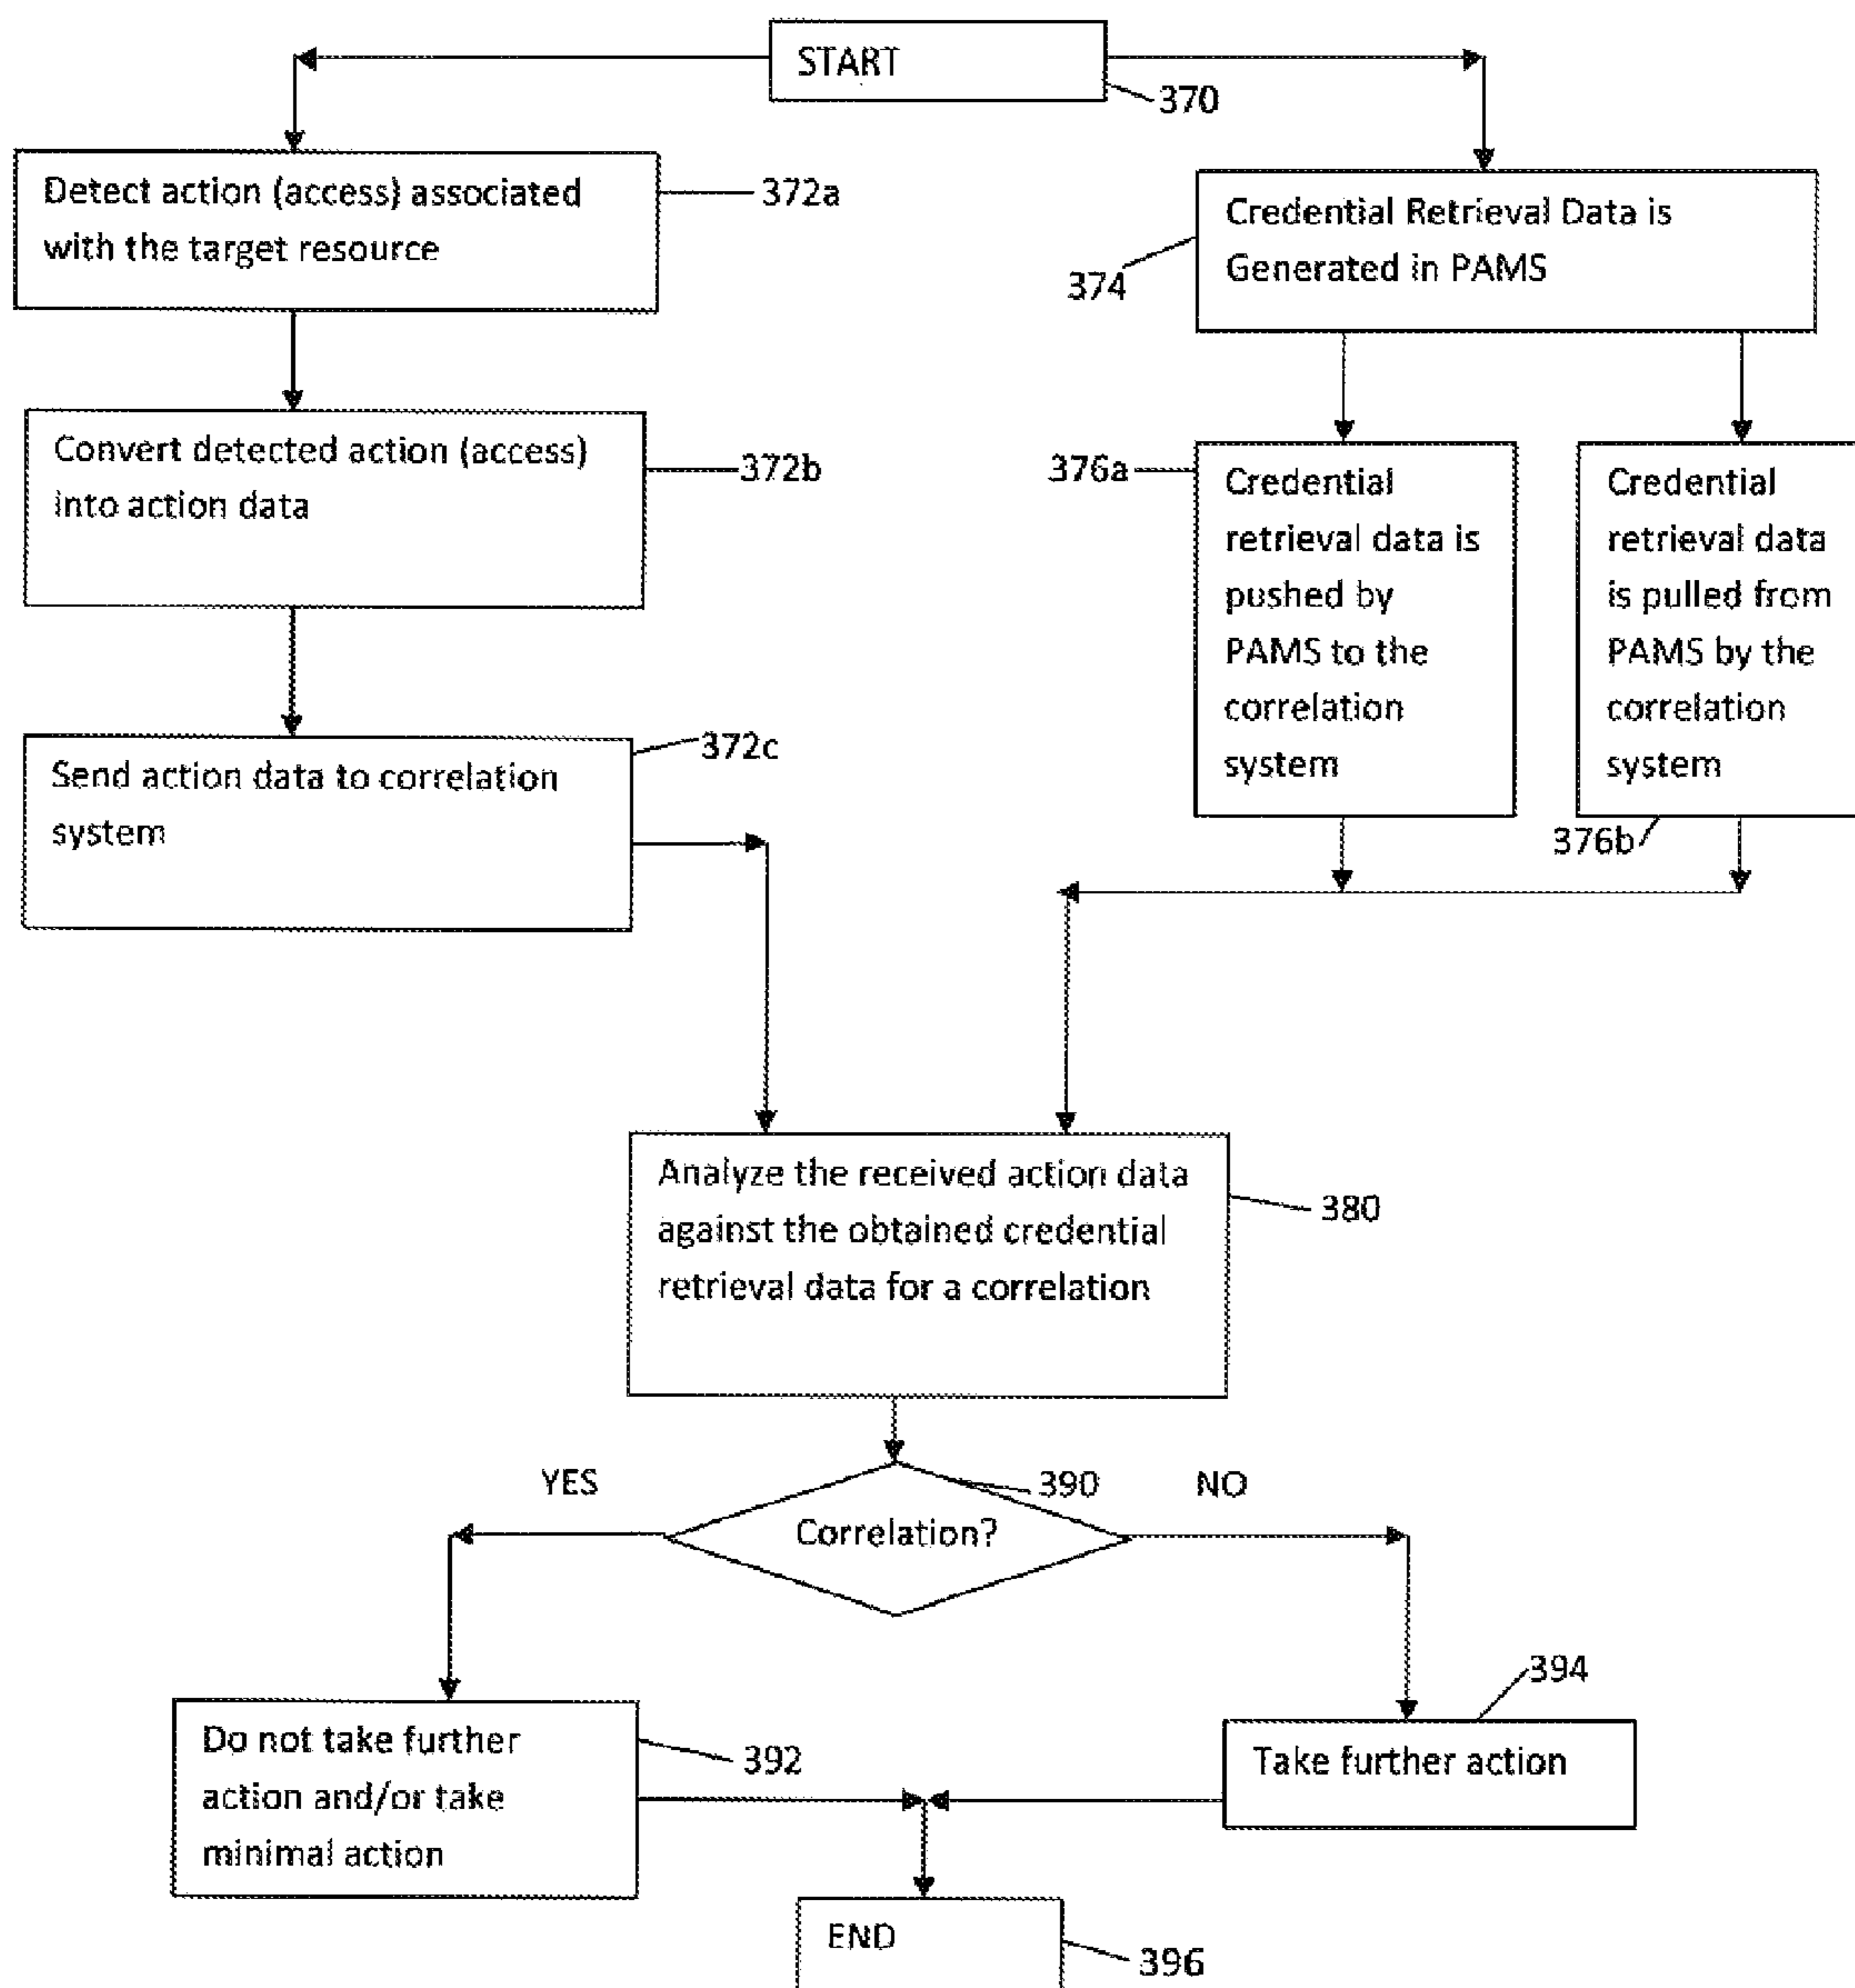 START
370
Detect action (access) associated
with the target resource
372a
Credential Retrieval Data is
Generated in PAMS
374
Convert detected action (access)
into action data
372b
376a
Credential
retrieval data is
pushed by
PAMS to the
correlation
system
Credential
retrieval data
is pulled from
PAMS by the
correlation
system
376b
Send action data to correlation
system
372c
Analyze the received action data
against the obtained credential
retrieval data for a correlation
380
YES
390
NO
Correlation?
Do not take further
action and/or take
minimal action
392
394
Take further action
END
396